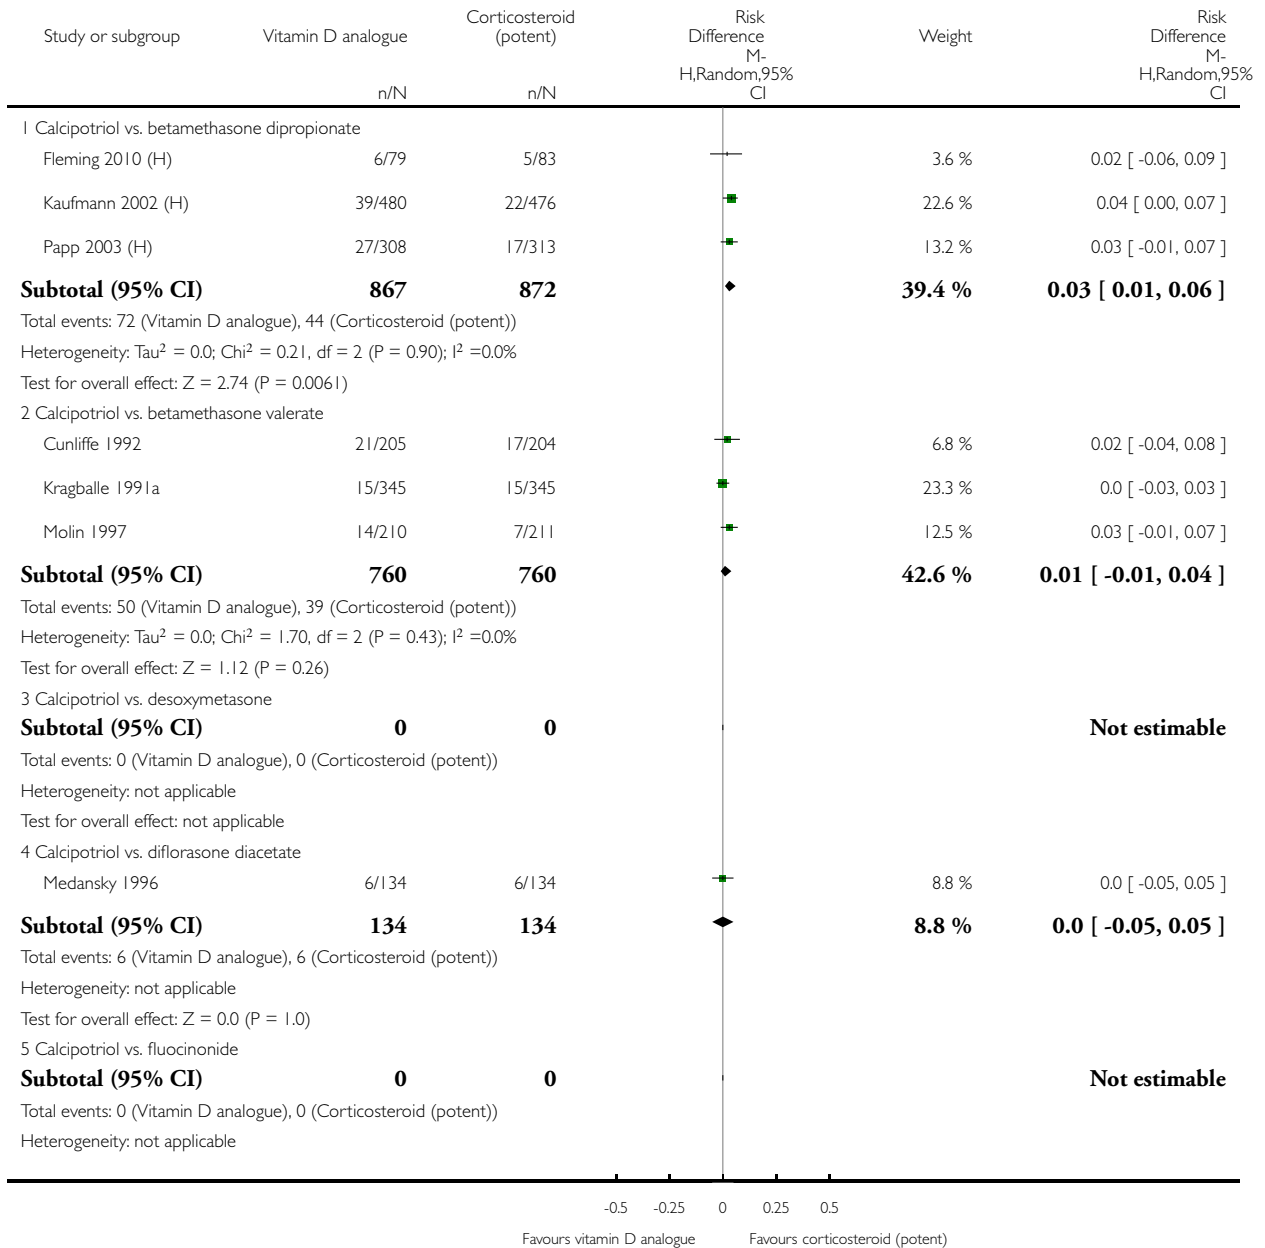 Study or subgroup Vitamin D analogue Corticosteroid (potent) Risk Difference Weight Risk Difference
n/N n/N M-H,Random,95% CI M-H,Random,95% CI
1 Calcipotriol vs. betamethasone dipropionate
Fleming 2010 (H) 6/79 5/83 3.6 % 0.02 [ -0.06, 0.09 ]
Kaufmann 2002 (H) 39/480 22/476 22.6 % 0.04 [ 0.00, 0.07 ]
Papp 2003 (H) 27/308 17/313 13.2 % 0.03 [ -0.01, 0.07 ]
Subtotal (95% CI) 867 872 39.4 % 0.03 [ 0.01, 0.06 ]
Total events: 72 (Vitamin D analogue), 44 (Corticosteroid (potent))
Heterogeneity: Tau² = 0.0; Chi² = 0.21, df = 2 (P = 0.90); I² =0.0%
Test for overall effect: Z = 2.74 (P = 0.0061)
2 Calcipotriol vs. betamethasone valerate
Cunliffe 1992 21/205 17/204 6.8 % 0.02 [ -0.04, 0.08 ]
Kragballe 1991a 15/345 15/345 23.3 % 0.0 [ -0.03, 0.03 ]
Molin 1997 14/210 7/211 12.5 % 0.03 [ -0.01, 0.07 ]
Subtotal (95% CI) 760 760 42.6 % 0.01 [ -0.01, 0.04 ]
Total events: 50 (Vitamin D analogue), 39 (Corticosteroid (potent))
Heterogeneity: Tau² = 0.0; Chi² = 1.70, df = 2 (P = 0.43); I² =0.0%
Test for overall effect: Z = 1.12 (P = 0.26)
3 Calcipotriol vs. desoxymetasone
Subtotal (95% CI) 0 0 Not estimable
Total events: 0 (Vitamin D analogue), 0 (Corticosteroid (potent))
Heterogeneity: not applicable
Test for overall effect: not applicable
4 Calcipotriol vs. diflorasone diacetate
Medansky 1996 6/134 6/134 8.8 % 0.0 [ -0.05, 0.05 ]
Subtotal (95% CI) 134 134 8.8 % 0.0 [ -0.05, 0.05 ]
Total events: 6 (Vitamin D analogue), 6 (Corticosteroid (potent))
Heterogeneity: not applicable
Test for overall effect: Z = 0.0 (P = 1.0)
5 Calcipotriol vs. fluocinonide
Subtotal (95% CI) 0 0 Not estimable
Total events: 0 (Vitamin D analogue), 0 (Corticosteroid (potent))
Heterogeneity: not applicable
-0.5 -0.25 0 0.25 0.5
Favours vitamin D analogue Favours corticosteroid (potent)